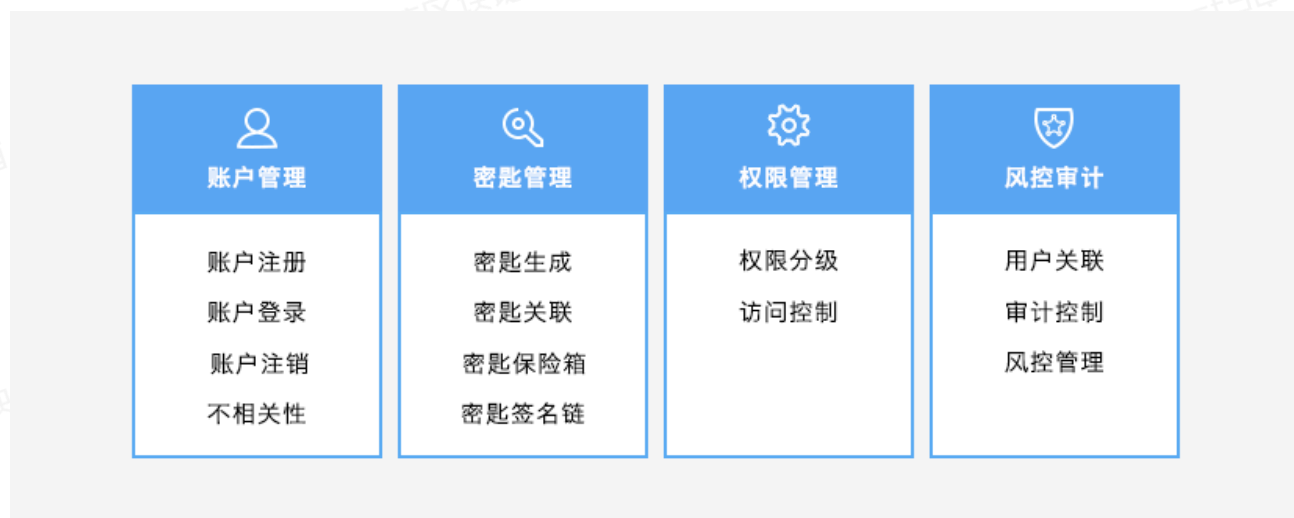 账户管理
账户注册
账户登录
账户注销
不相关性
密匙管理
密匙生成
密匙关联
密匙保险箱
密匙签名链
权限管理
权限分级
访问控制
风控审计
用户关联
审计控制
风控管理